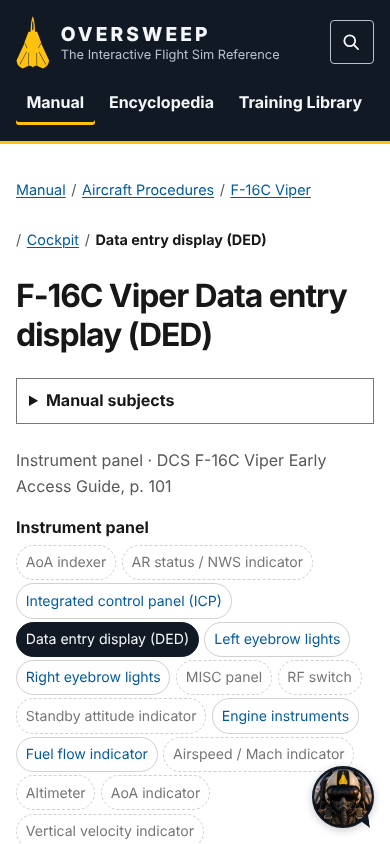 OVERSWEEP
The Interactive Flight Sim Reference
Manual Encyclopedia Training Library
Manual / Aircraft Procedures / F-16C Viper
/ Cockpit / Data entry display (DED)
F-16C Viper Data entry
display (DED)
▶ Manual subjects
Instrument panel · DCS F-16C Viper Early
Access Guide, p. 101
Instrument panel
AoA indexer AR status / NWS indicator
Integrated control panel (ICP)
Data entry display (DED) Left eyebrow lights
Right eyebrow lights MISC panel RF switch
Standby attitude indicator Engine instruments
Fuel flow indicator Airspeed / Mach indicator
Altimeter AoA indicator
Vertical velocity indicator